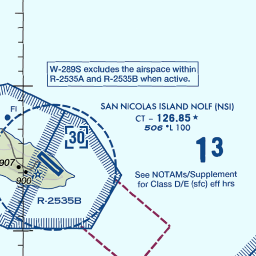 W-289S excludes the airspace within
R-2535A and R-2535B when active.
SAN NICOLAS ISLAND NOLF (NSI)
CT - 126.85 *
506 *L 100
FI
30
13
907
900
See NOTAMs/Supplement
for Class D/E (sfc) eff hrs
R-2535B